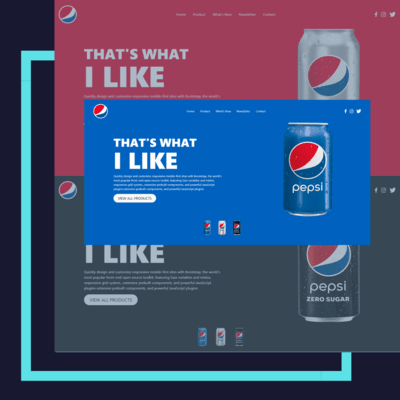 Home Product What's New Newsletter Contact
THAT'S WHAT
I LIKE
Quickly design and customize responsive mobile-first sites with Bootstrap, the world's
Home Product What's New Newsletter Contact
THAT'S WHAT
I LIKE
Quickly design and customize responsive mobile-first sites with Bootstrap, the world's
most popular front-end open source toolkit, featuring Sass variables and mixins,
responsive grid system, extensive prebuilt components, and powerful JavaScript
plugins extensive prebuilt components, and powerful JavaScript plugins.
VIEW ALL PRODUCTS
pepsi
I LIKE
Quickly design and customize responsive mobile-first sites with Bootstrap, the world's
most popular front-end open source toolkit, featuring Sass variables and mixins,
responsive grid system, extensive prebuilt components, and powerful JavaScript
plugins extensive prebuilt components, and powerful JavaScript plugins.
VIEW ALL PRODUCTS
pepsi
ZERO SUGAR